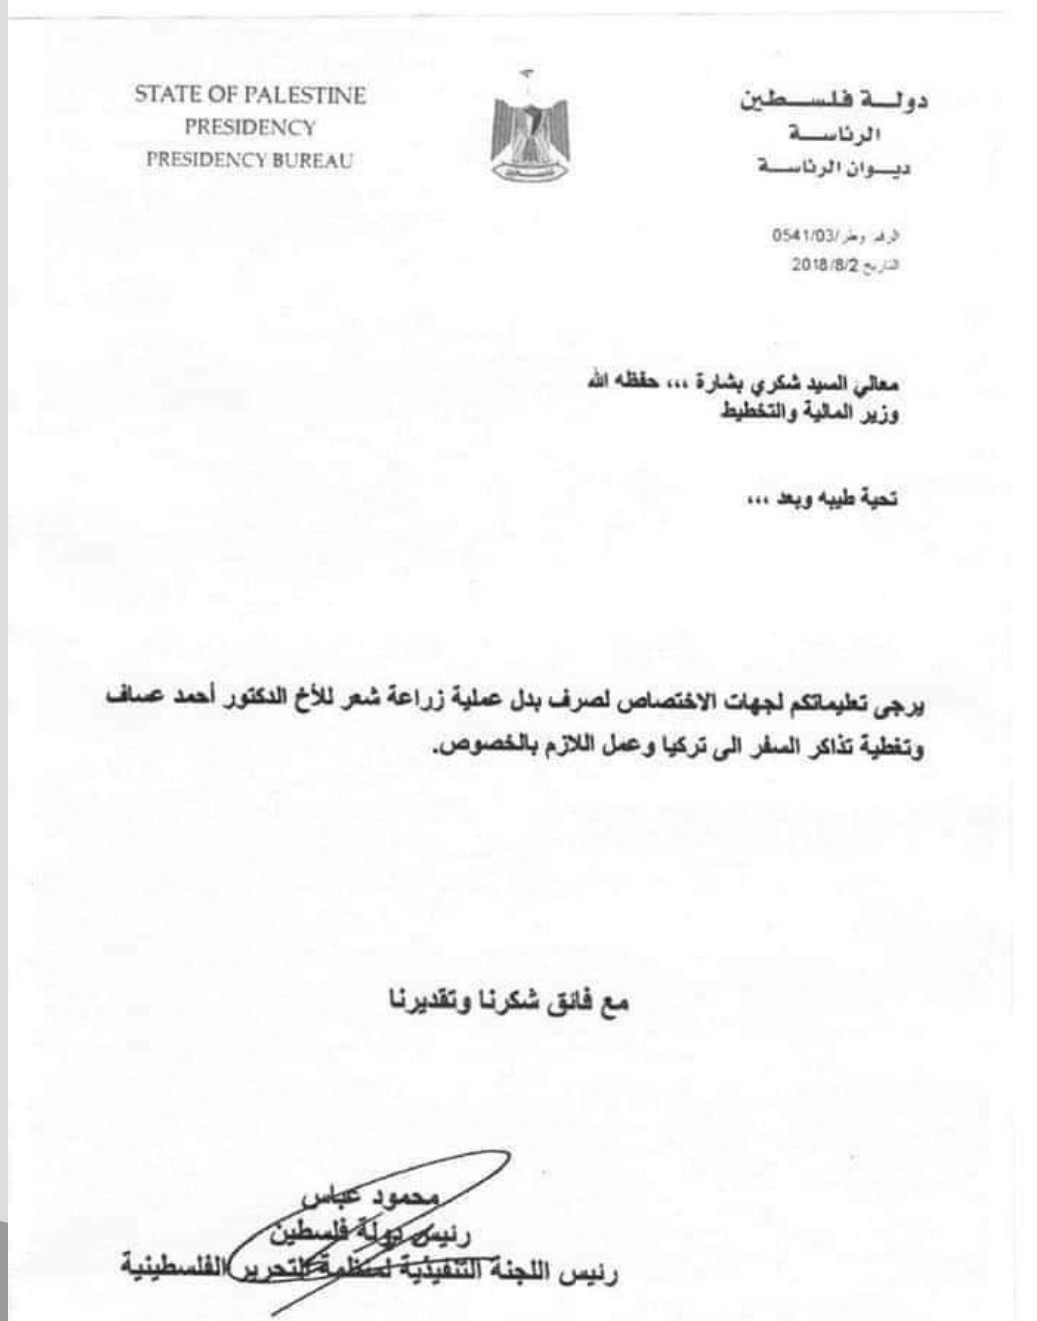 STATE OF PALESTINE
PRESIDENCY
PRESIDENCY BUREAU
دولـــة فلســـطين
الرئاســـة
ديـــوان الرئاســـة
الرقم: وطر/0541/03
التاريخ 2018/8/2
معالي السيد شكري بشارة ،،، حفظه الله
وزير المالية والتخطيط
تحية طيبه وبعد ،،،
يرجى تعليماتكم لجهات الاختصاص لصرف بدل عملية زراعة شعر للأخ الدكتور أحمد عساف
وتغطية تذاكر السفر الى تركيا وعمل اللازم بالخصوص.
مع فائق شكرنا وتقديرنا
محمود عباس
رئيس دولة فلسطين
رئيس اللجنة التنفيذية لمنظمة التحرير الفلسطينية